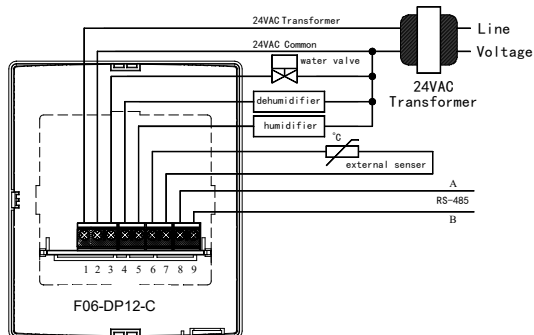 24VAC Transformer
Line
24VAC Common
Voltage
water valve
24VAC
Transformer
dehumidifier
humidifier
°C
external senser
A
RS-485
B
1 2 3 4 5 6 7 8 9
F06-DP12-C